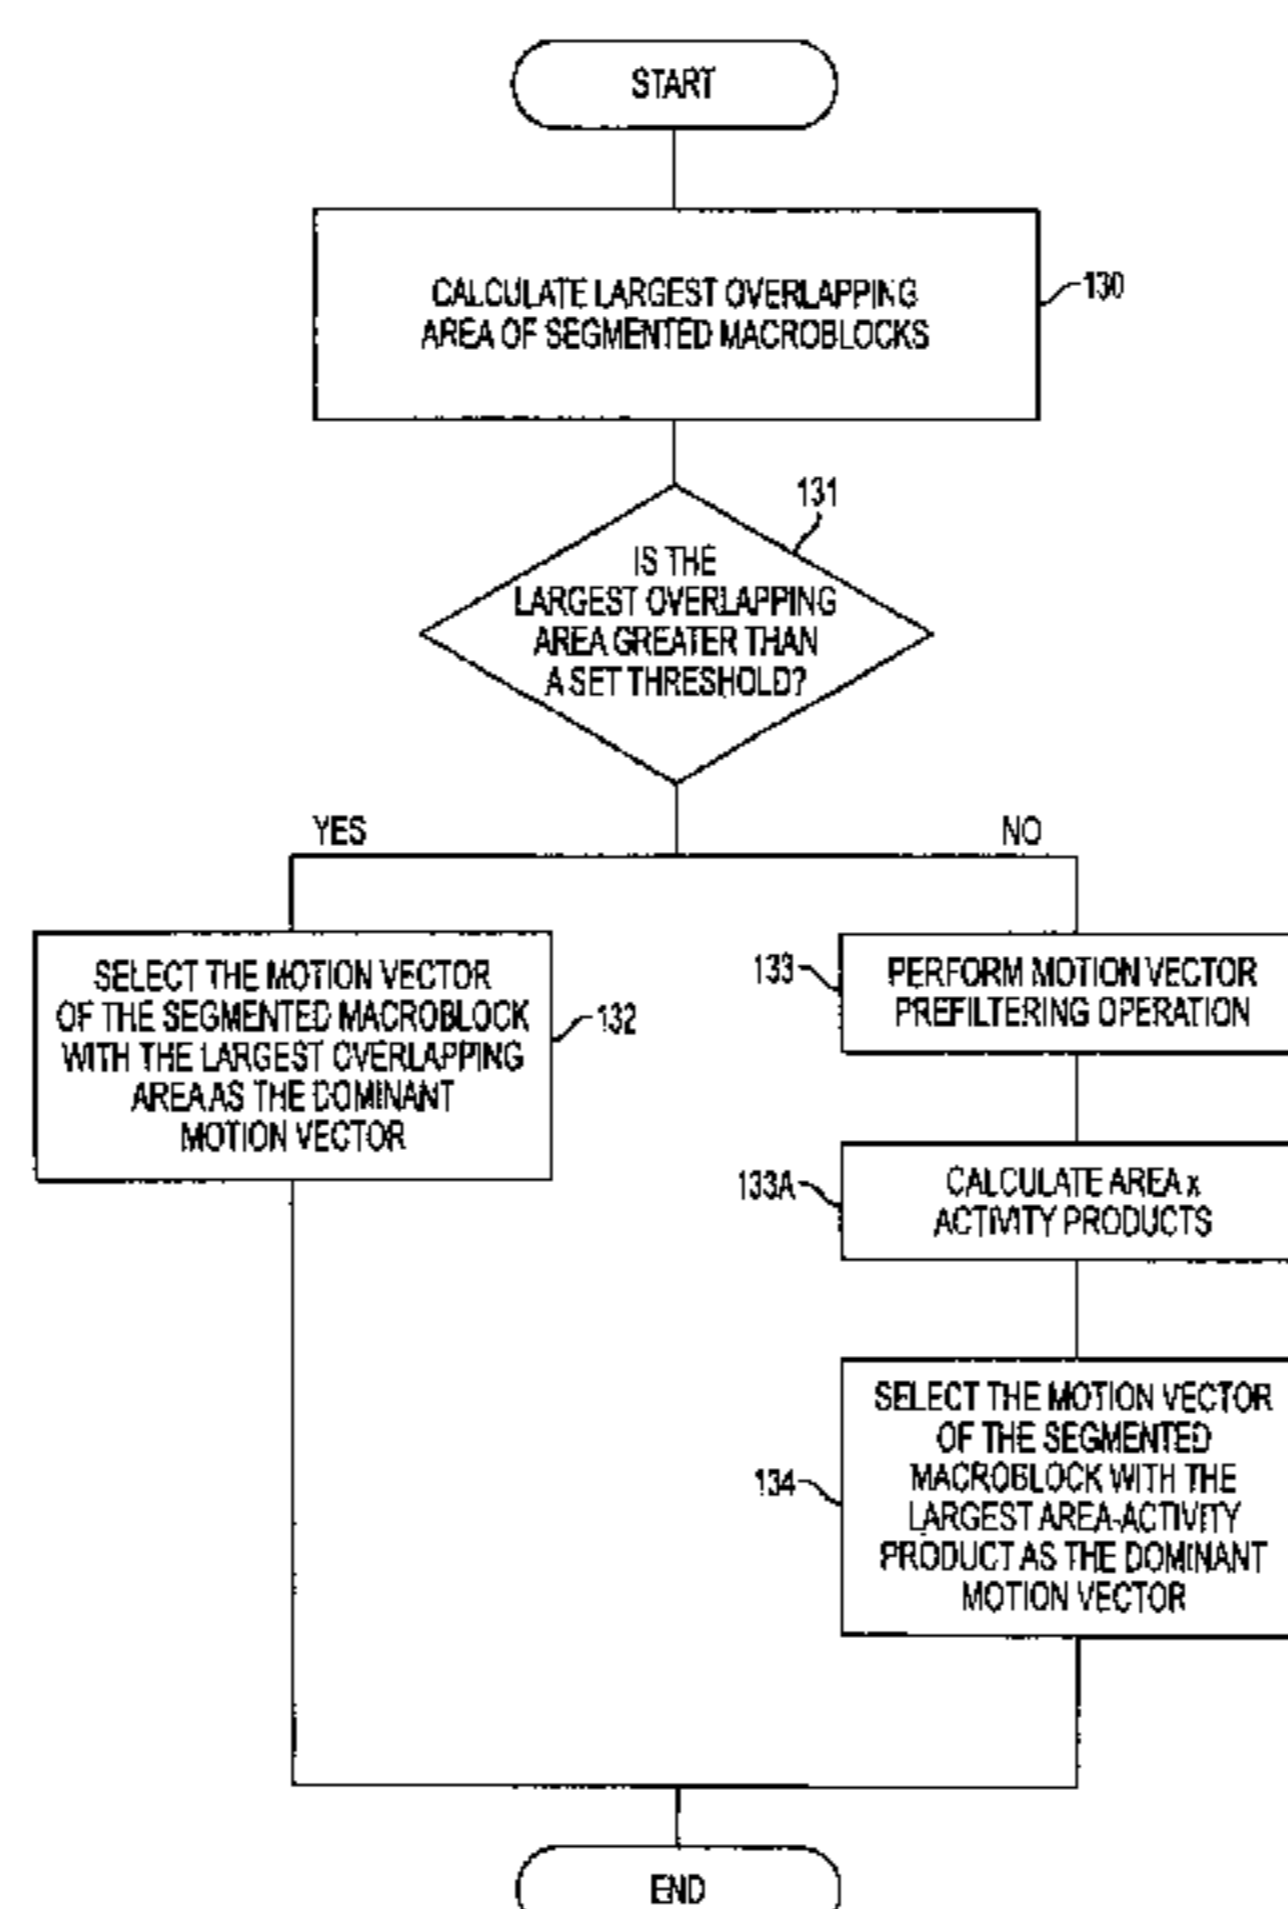 START
CALCULATE LARGEST OVERLAPPING
AREA OF SEGMENTED MACROBLOCKS
130
131
IS THE
LARGEST OVERLAPPING
AREA GREATER THAN
A SET THRESHOLD?
YES
NO
SELECT THE MOTION VECTOR
OF THE SEGMENTED MACROBLOCK
WITH THE LARGEST OVERLAPPING
AREA AS THE DOMINANT
MOTION VECTOR
132
133
PERFORM MOTION VECTOR
PREFILTERING OPERATION
133A
CALCULATE AREA x
ACTIVITY PRODUCTS
134
SELECT THE MOTION VECTOR
OF THE SEGMENTED
MACROBLOCK WITH THE
LARGEST AREA-ACTIVITY
PRODUCT AS THE DOMINANT
MOTION VECTOR
END